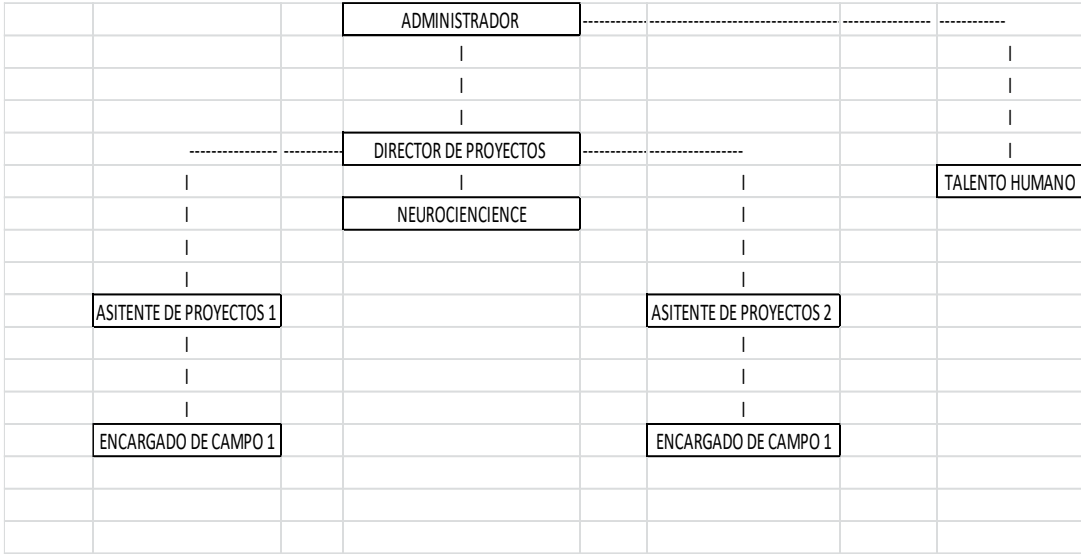 ADMINISTRADOR
DIRECTOR DE PROYECTOS
TALENTO HUMANO
NEUROCIENCIENCE
ASITENTE DE PROYECTOS 1
ASITENTE DE PROYECTOS 2
ENCARGADO DE CAMPO 1
ENCARGADO DE CAMPO 1